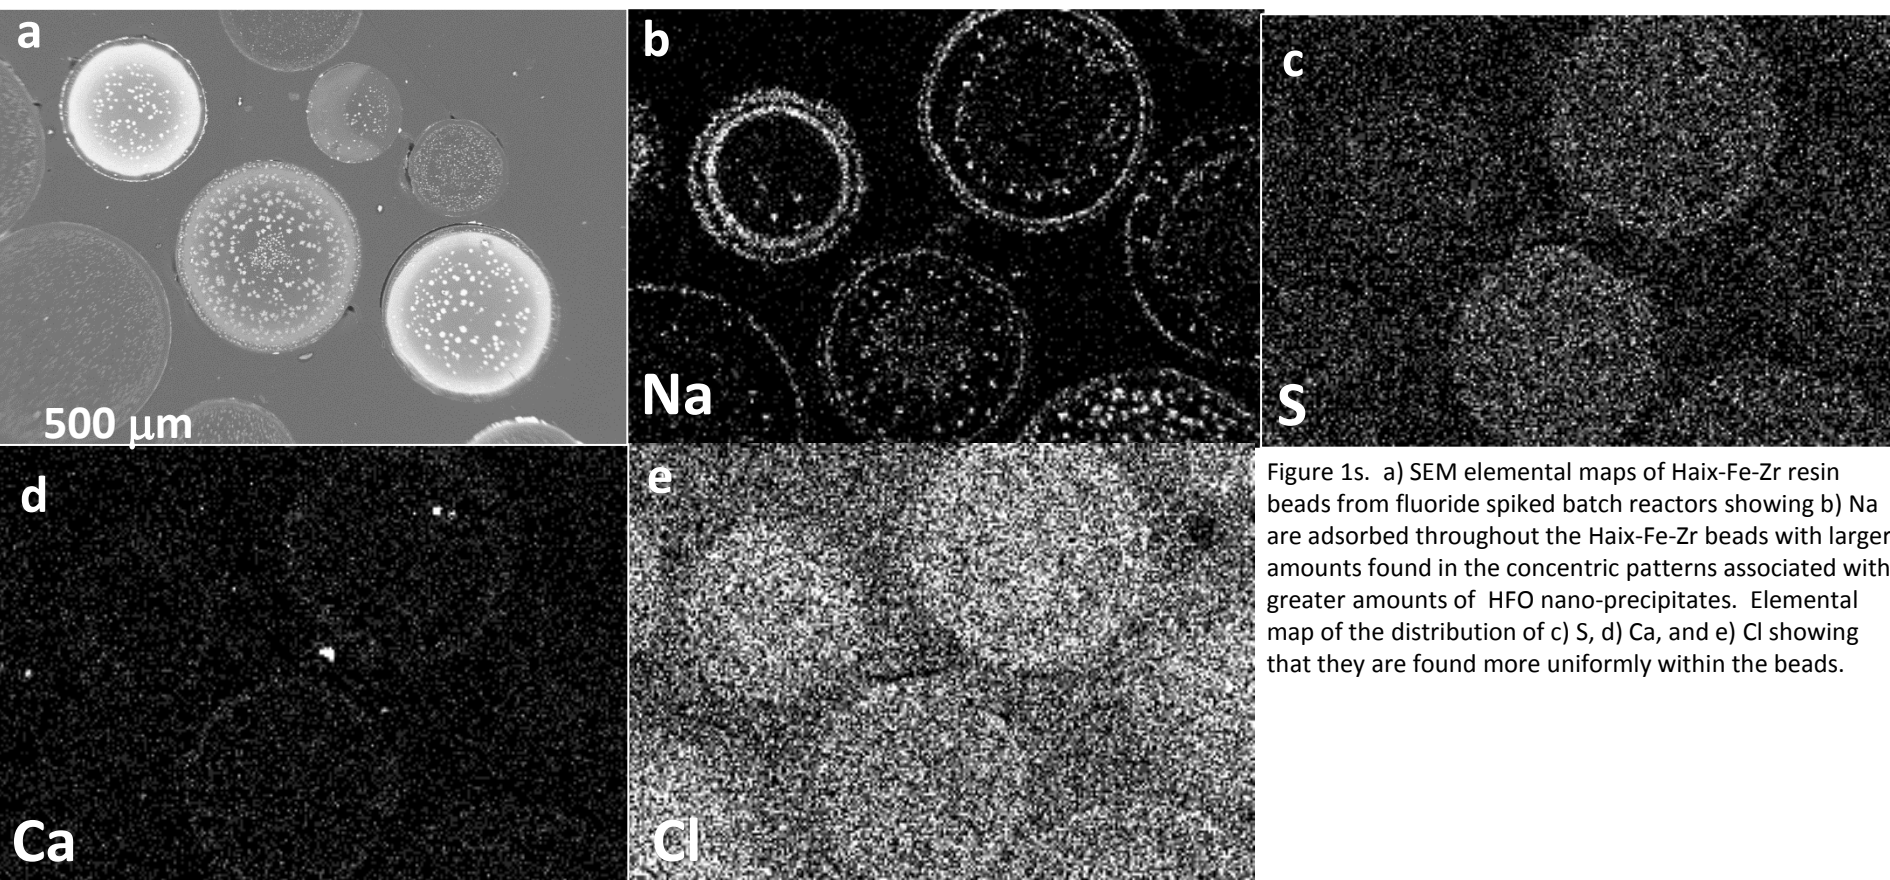 a
b
c
500 μm
Na
S
d
e
Ca
Cl
Figure 1s.  a) SEM elemental maps of Haix-Fe-Zr resin
beads from fluoride spiked batch reactors showing b) Na
are adsorbed throughout the Haix-Fe-Zr beads with larger
amounts found in the concentric patterns associated with
greater amounts of  HFO nano-precipitates.  Elemental
map of the distribution of c) S, d) Ca, and e) Cl showing
that they are found more uniformly within the beads.